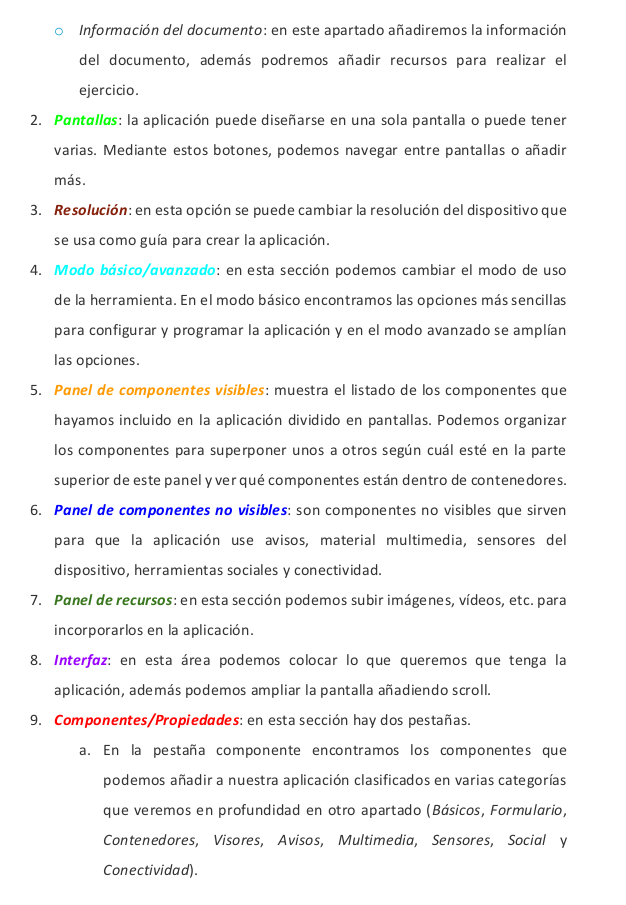 o Información del documento: en este apartado añadiremos la información
del documento, además podremos añadir recursos para realizar el
ejercicio.
2. Pantallas: la aplicación puede diseñarse en una sola pantalla o puede tener
varias. Mediante estos botones, podemos navegar entre pantallas o añadir
más.
3. Resolución: en esta opción se puede cambiar la resolución del dispositivo que
se usa como guía para crear la aplicación.
4. Modo básico/avanzado: en esta sección podemos cambiar el modo de uso
de la herramienta. En el modo básico encontramos las opciones más sencillas
para configurar y programar la aplicación y en el modo avanzado se amplían
las opciones.
5. Panel de componentes visibles: muestra el listado de los componentes que
hayamos incluido en la aplicación dividido en pantallas. Podemos organizar
los componentes para superponer unos a otros según cuál esté en la parte
superior de este panel y ver qué componentes están dentro de contenedores.
6. Panel de componentes no visibles: son componentes no visibles que sirven
para que la aplicación use avisos, material multimedia, sensores del
dispositivo, herramientas sociales y conectividad.
7. Panel de recursos: en esta sección podemos subir imágenes, vídeos, etc. para
incorporarlos en la aplicación.
8. Interfaz: en esta área podemos colocar lo que queremos que tenga la
aplicación, además podemos ampliar la pantalla añadiendo scroll.
9. Componentes/Propiedades: en esta sección hay dos pestañas.
a. En la pestaña componente encontramos los componentes que
podemos añadir a nuestra aplicación clasificados en varias categorías
que veremos en profundidad en otro apartado (Básicos, Formulario,
Contenedores, Visores, Avisos, Multimedia, Sensores, Social y
Conectividad).